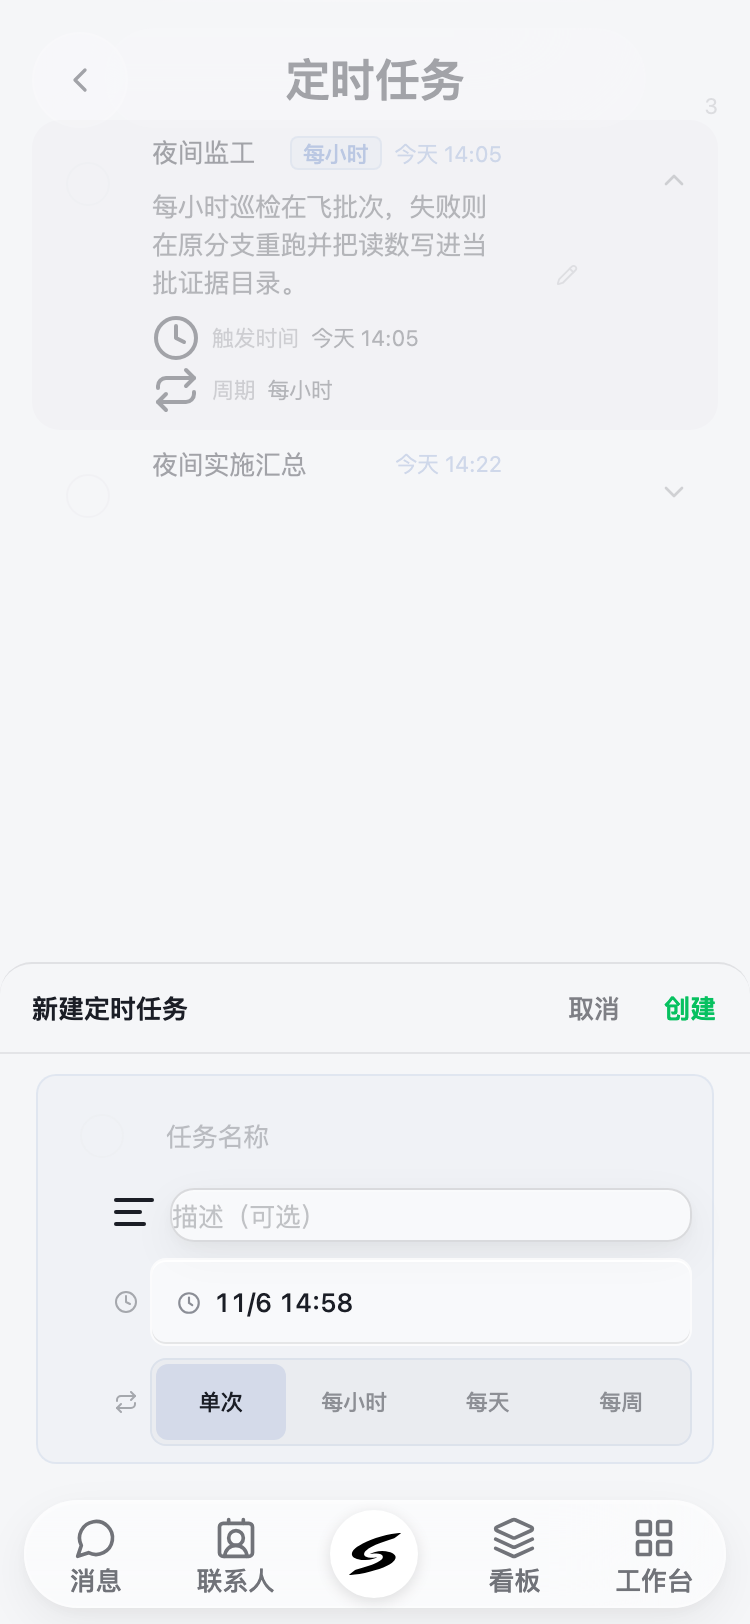 定时任务
3
夜间监工 每小时 今天 14:05
每小时巡检在飞批次，失败则
在原分支重跑并把读数写进当
批证据目录。
触发时间 今天 14:05
周期 每小时
夜间实施汇总 今天 14:22
新建定时任务 取消 创建
任务名称
描述（可选）
11/6 14:58
单次 每小时 每天 每周
消息 联系人 看板 工作台